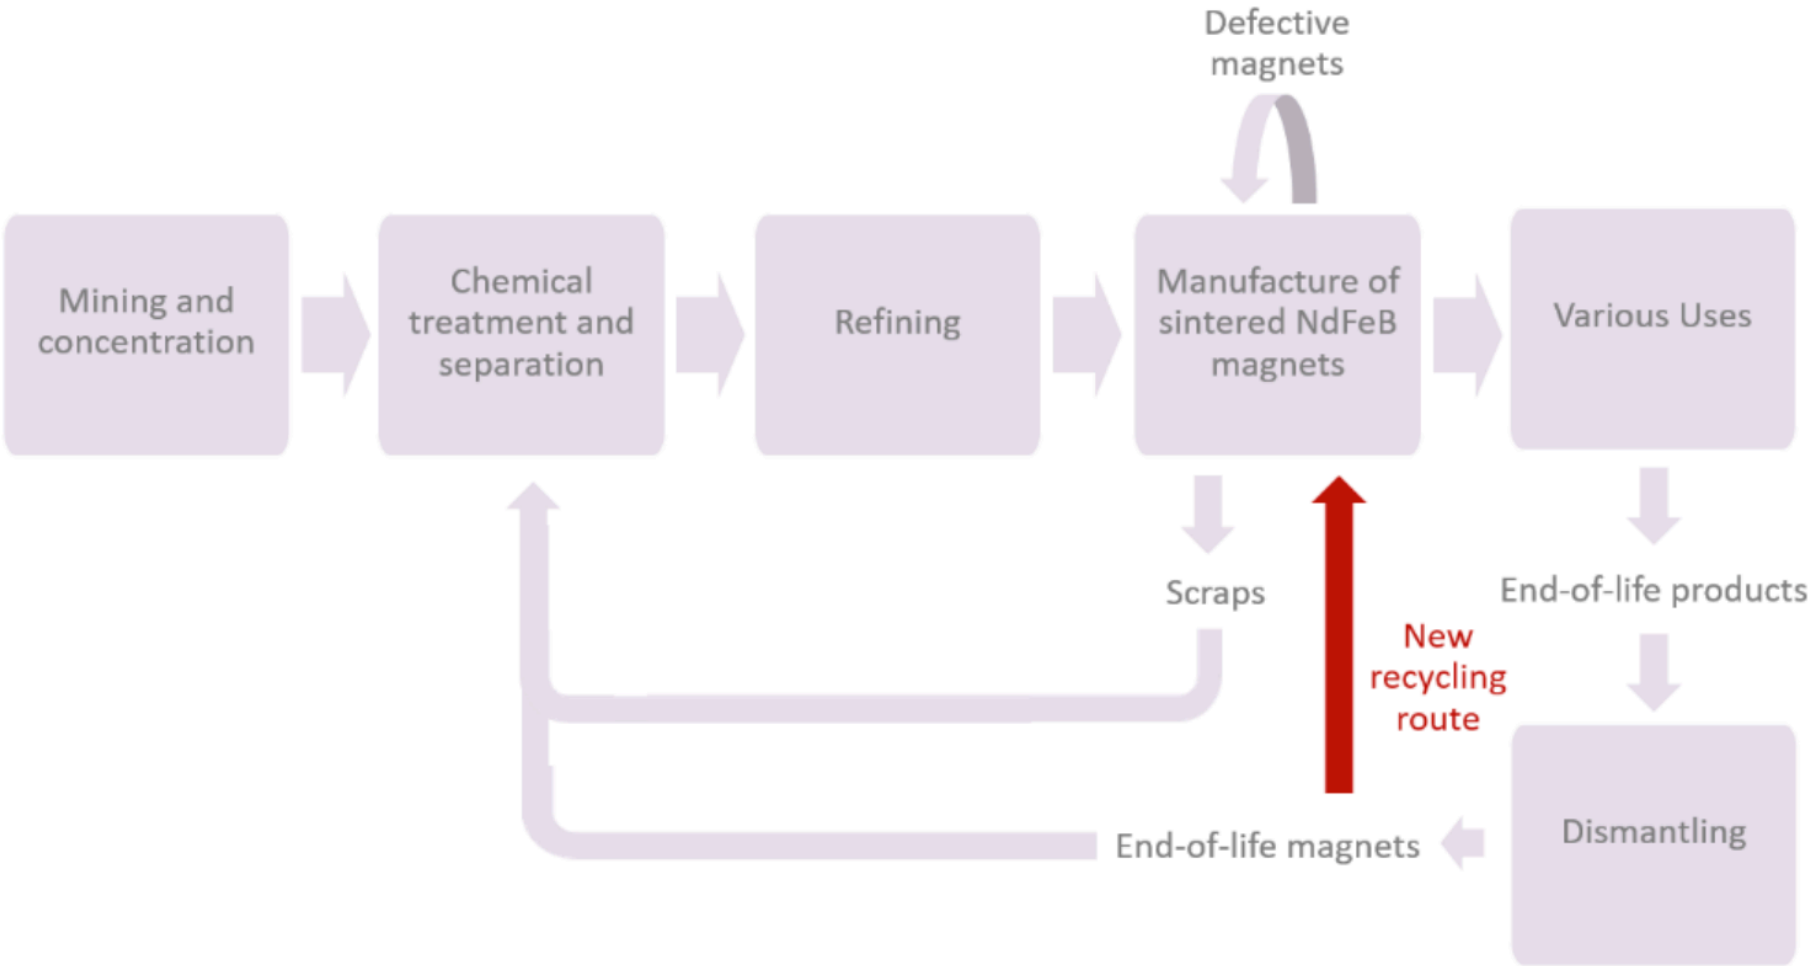 Defective
magnets
Mining and
concentration
Chemical
treatment and
separation
Refining
Manufacture of
sintered NdFeB
magnets
Various Uses
Scraps
End-of-life products
New
recycling
route
End-of-life magnets
Dismantling